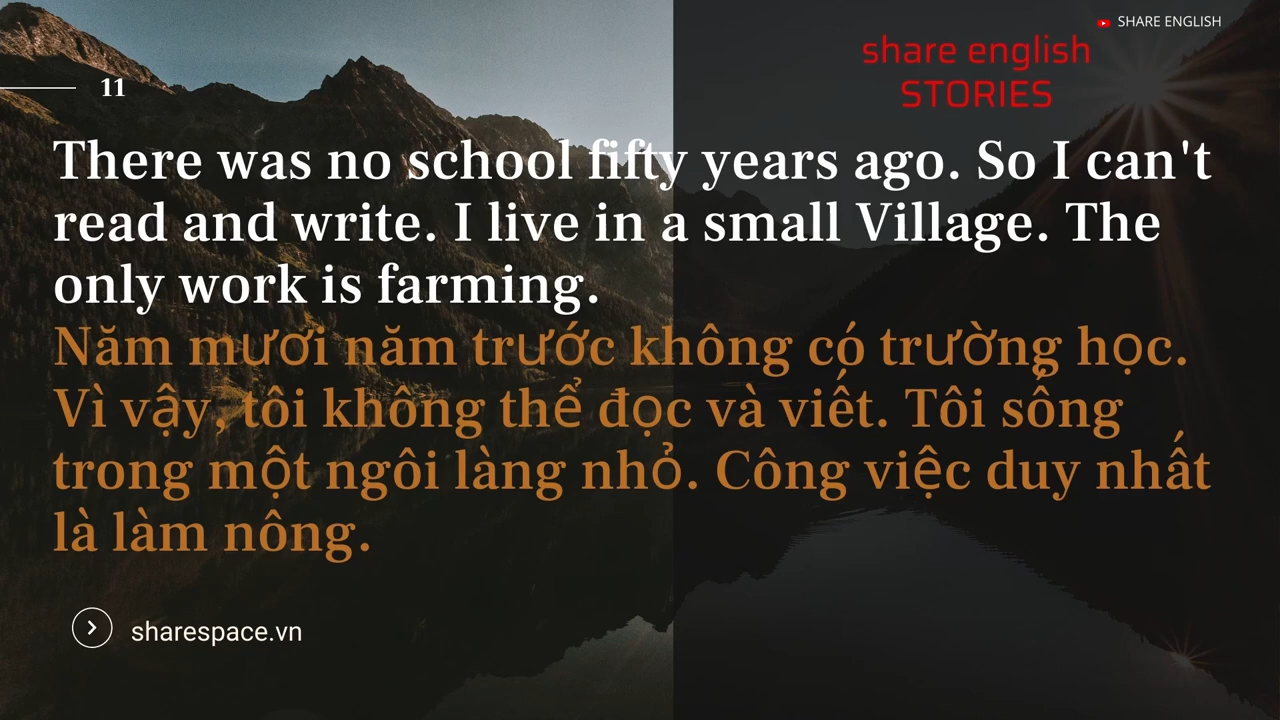 SHARE ENGLISH
share english
STORIES
11
There was no school fifty years ago. So I can't
read and write. I live in a small Village. The
only work is farming.
Năm mươi năm trước không có trường học.
Vì vậy, tôi không thể đọc và viết. Tôi sống
trong một ngôi làng nhỏ. Công việc duy nhất
là làm nông.
sharespace.vn